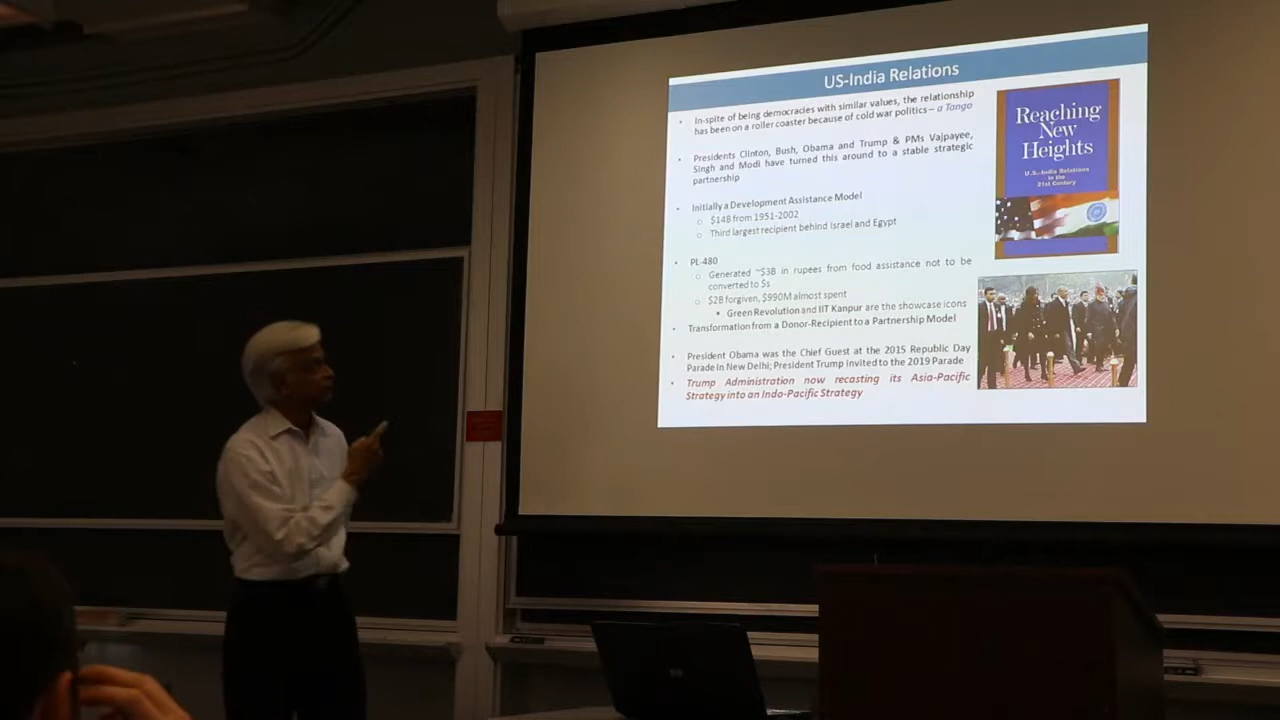 US-India Relations
• In-spite of being democracies with similar values, the relationship
has been on a roller coaster because of cold war politics – a Tango
• Presidents Clinton, Bush, Obama and Trump & PMs Vajpayee,
Singh and Modi have turned this around to a stable strategic
partnership
• Initially a Development Assistance Model
o $14B from 1951-2002
o Third largest recipient behind Israel and Egypt
• PL-480
o Generated ~$3B in rupees from food assistance not to be
converted to $s
o $2B forgiven, $990M almost spent
▪ Green Revolution and IIT Kanpur are the showcase icons
• Transformation from a Donor-Recipient to a Partnership Model
• President Obama was the Chief Guest at the 2015 Republic Day
Parade in New Delhi; President Trump invited to the 2019 Parade
• Trump Administration now recasting its Asia-Pacific
Strategy into an Indo-Pacific Strategy
Reaching
New
Heights
U.S.-India Relations
in the
21st Century